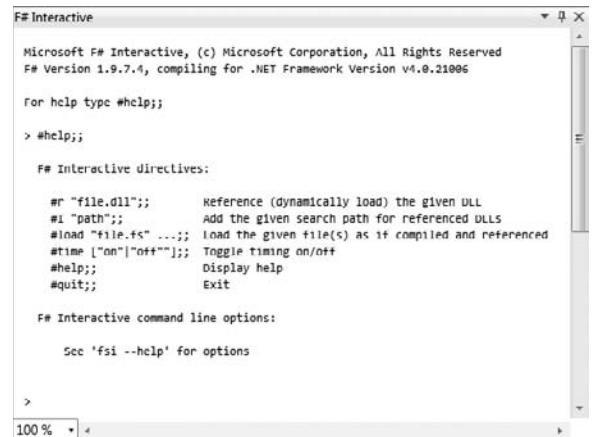 F# Interactive
Microsoft F# Interactive, (c) Microsoft Corporation, All Rights Reserved
F# Version 1.9.7.4, compiling for .NET Framework Version v4.0.21006
For help type #help;;
> #help;;
F# Interactive directives:
#r "file.dll";; Reference (dynamically load) the given DLL
#I "path";; Add the given search path for referenced DLLs
#load "file.fs" ...;; Load the given file(s) as if compiled and referenced
#time ["on"|"off""];; Toggle timing on/off
#help;; Display help
#quit;; Exit
F# Interactive command line options:
See 'fsi --help' for options
>
100 %